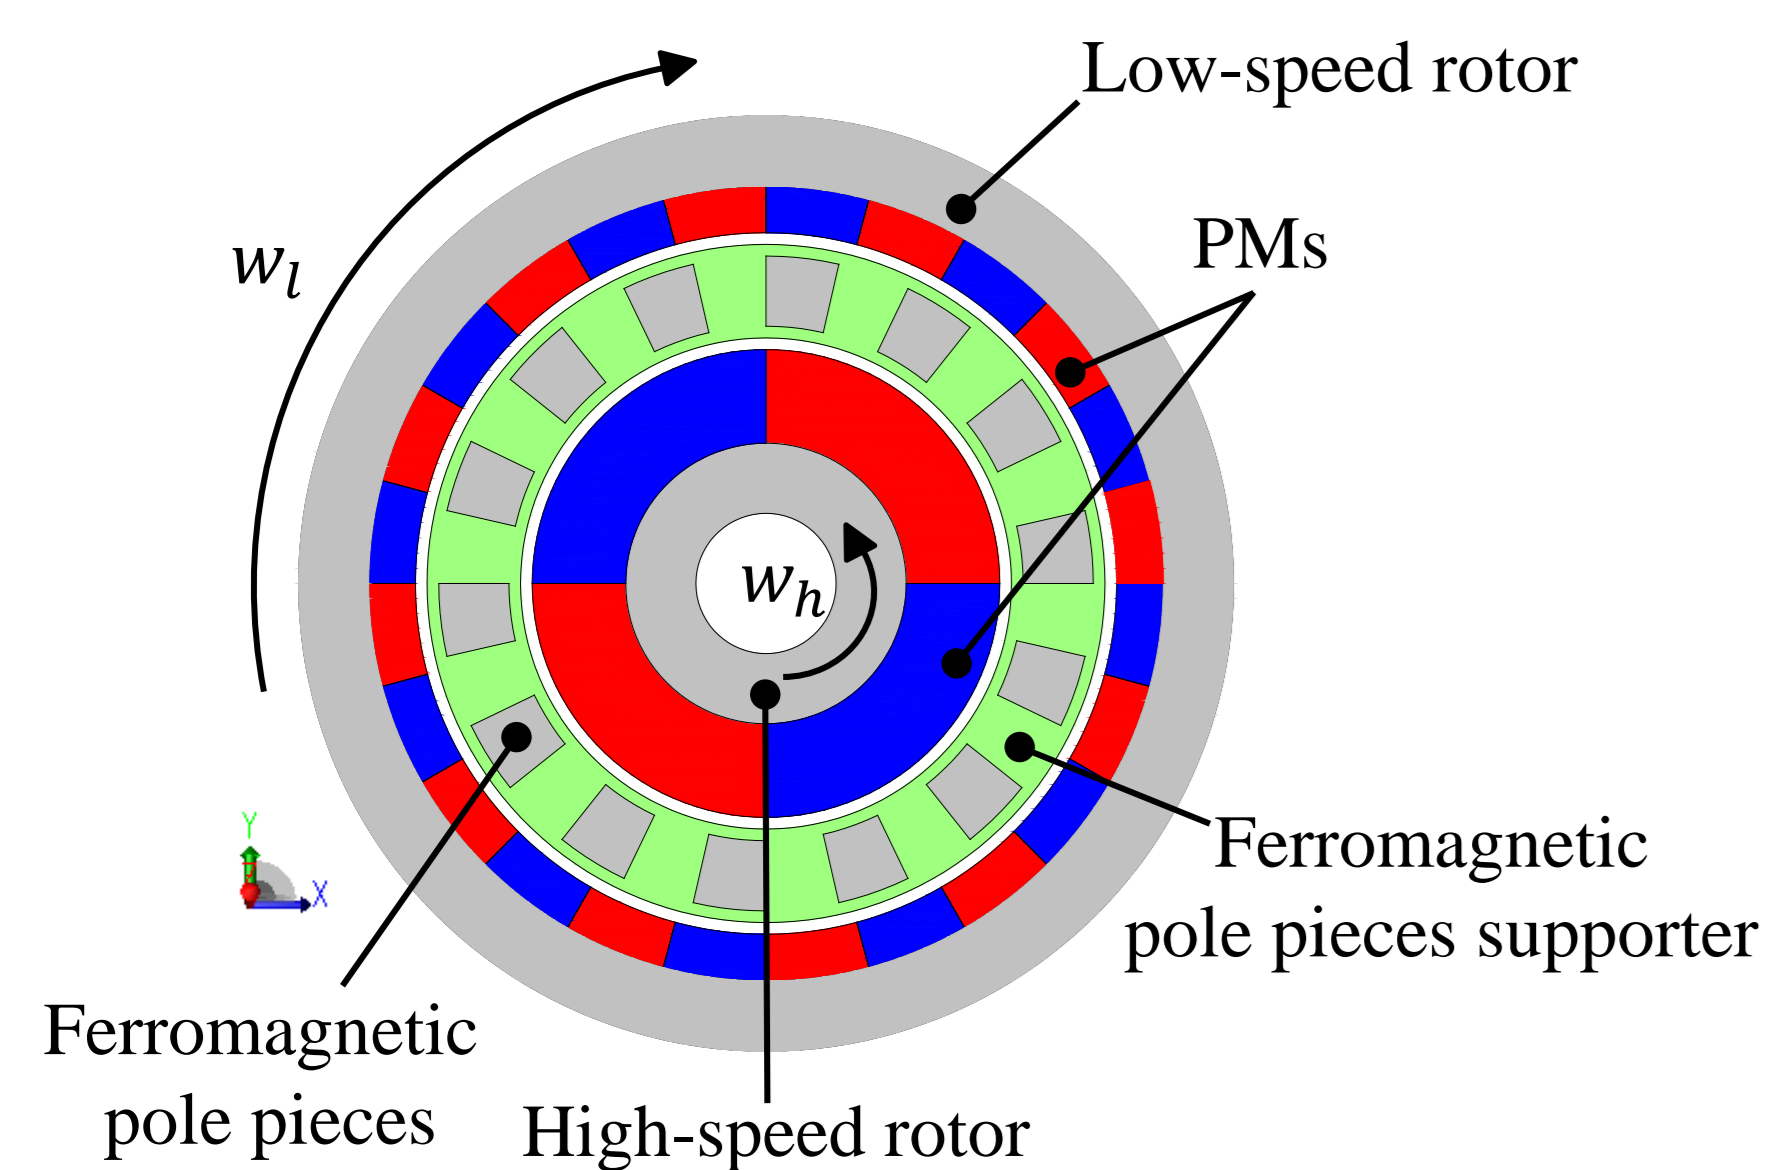 Low-speed rotor
PMs
w_l
w_h
Y
X
Ferromagnetic
pole pieces supporter
Ferromagnetic
pole pieces
High-speed rotor